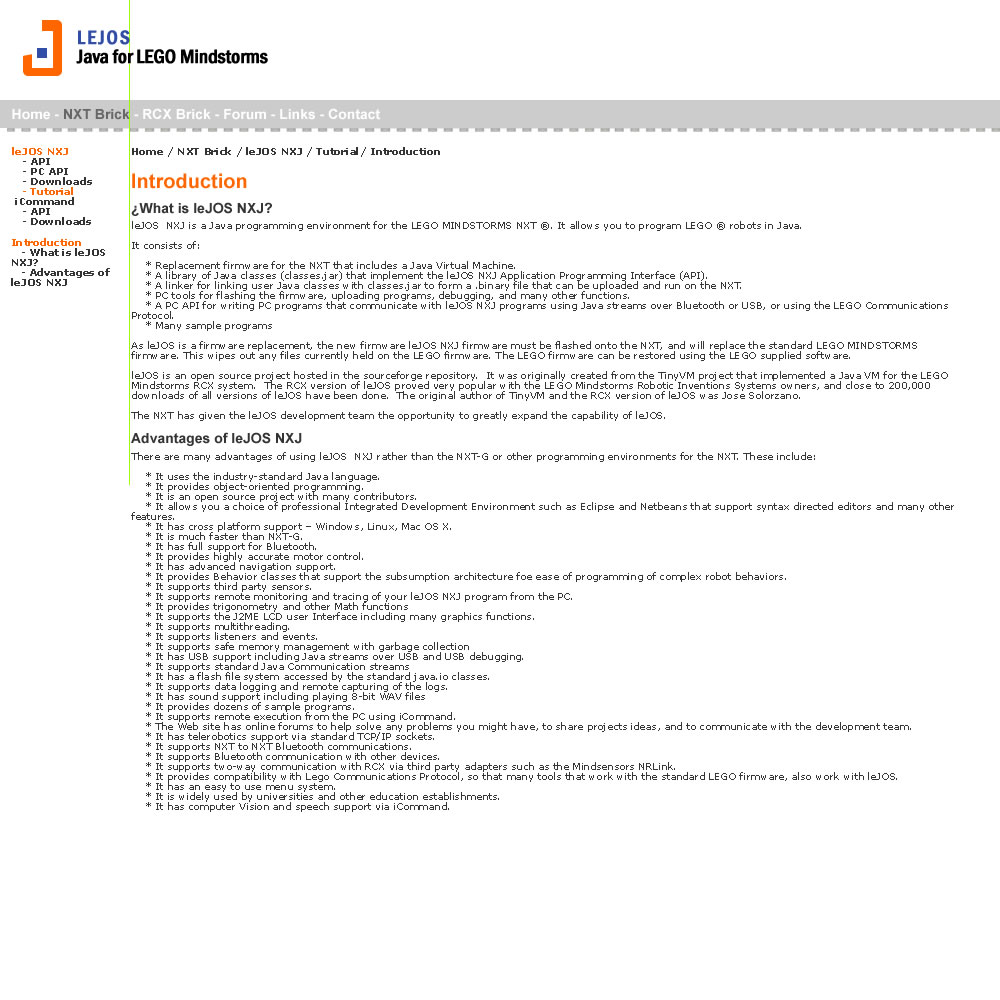 LEJOS
Java for LEGO Mindstorms
Home - NXT Brick - RCX Brick - Forum - Links - Contact
leJOS NXJ
- API
- PC API
- Downloads
- Tutorial
iCommand
- API
- Downloads
Introduction
- What is leJOS
NXJ?
- Advantages of
leJOS NXJ
Home / NXT Brick / leJOS NXJ / Tutorial / Introduction
Introduction
¿What is leJOS NXJ?
leJOS NXJ is a Java programming environment for the LEGO MINDSTORMS NXT ®. It allows you to program LEGO ® robots in Java.
It consists of:
* Replacement firmware for the NXT that includes a Java Virtual Machine.
* A library of Java classes (classes.jar) that implement the leJOS NXJ Application Programming Interface (API).
* A linker for linking user Java classes with classes.jar to form a .binary file that can be uploaded and run on the NXT.
* PC tools for flashing the firmware, uploading programs, debugging, and many other functions.
* A PC API for writing PC programs that communicate with leJOS NXJ programs using Java streams over Bluetooth or USB, or using the LEGO Communications
Protocol.
* Many sample programs
As leJOS is a firmware replacement, the new firmware leJOS NXJ firmware must be flashed onto the NXT, and will replace the standard LEGO MINDSTORMS
firmware. This wipes out any files currently held on the LEGO firmware. The LEGO firmware can be restored using the LEGO supplied software.
leJOS is an open source project hosted in the sourceforge repository. It was originally created from the TinyVM project that implemented a Java VM for the LEGO
Mindstorms RCX system. The RCX version of leJOS proved very popular with the LEGO Mindstorms Robotic Inventions Systems owners, and close to 200,000
downloads of all versions of leJOS have been done. The original author of TinyVM and the RCX version of leJOS was Jose Solorzano.
The NXT has given the leJOS development team the opportunity to greatly expand the capability of leJOS.
Advantages of leJOS NXJ
There are many advantages of using leJOS NXJ rather than the NXT-G or other programming environments for the NXT. These include:
* It uses the industry-standard Java language.
* It provides object-oriented programming.
* It is an open source project with many contributors.
* It allows you a choice of professional Integrated Development Environment such as Eclipse and Netbeans that support syntax directed editors and many other
features.
* It has cross platform support – Windows, Linux, Mac OS X.
* It is much faster than NXT-G.
* It has full support for Bluetooth.
* It provides highly accurate motor control.
* It has advanced navigation support.
* It provides Behavior classes that support the subsumption architecture foe ease of programming of complex robot behaviors.
* It supports third party sensors.
* It supports remote monitoring and tracing of your leJOS NXJ program from the PC.
* It provides trigonometry and other Math functions
* It supports the J2ME LCD user Interface including many graphics functions.
* It supports multithreading.
* It supports listeners and events.
* It supports safe memory management with garbage collection
* It has USB support including Java streams over USB and USB debugging.
* It supports standard Java Communication streams
* It has a flash file system accessed by the standard java.io classes.
* It supports data logging and remote capturing of the logs.
* It has sound support including playing 8-bit WAV files
* It provides dozens of sample programs.
* It supports remote execution from the PC using iCommand.
* The Web site has online forums to help solve any problems you might have, to share projects ideas, and to communicate with the development team.
* It has telerobotics support via standard TCP/IP sockets.
* It supports NXT to NXT Bluetooth communications.
* It supports Bluetooth communication with other devices.
* It supports two-way communication with RCX via third party adapters such as the Mindsensors NRLink.
* It provides compatibility with Lego Communications Protocol, so that many tools that work with the standard LEGO firmware, also work with leJOS.
* It has an easy to use menu system.
* It is widely used by universities and other education establishments.
* It has computer Vision and speech support via iCommand.